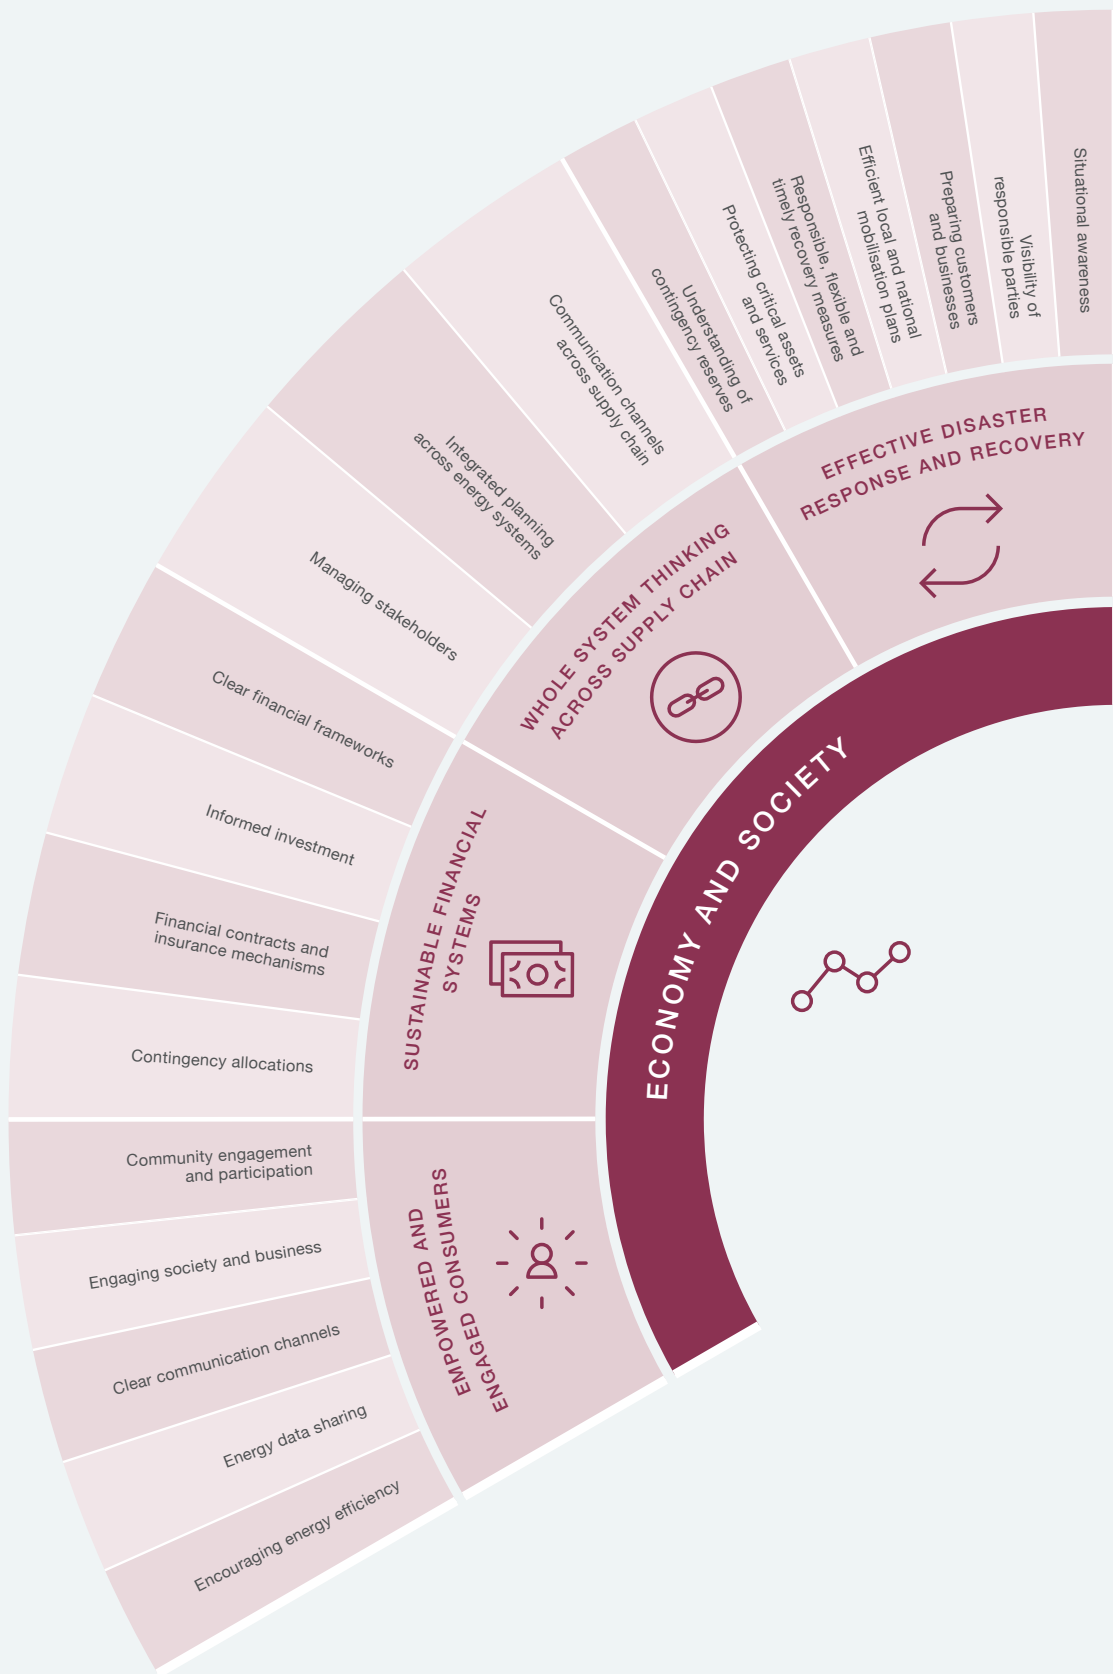 Situational awareness
Visibility of
responsible parties
Preparing customers
and businesses
Efficient local and national
mobilisation plans
Responsible, flexible and
timely recovery measures
Protecting critical assets
and services
Understanding of
contingency reserves
EFFECTIVE DISASTER
RESPONSE AND RECOVERY
Communication channels
across supply chain
Integrated planning
across energy systems
Managing stakeholders
WHOLE SYSTEM THINKING
ACROSS SUPPLY CHAIN
Clear financial frameworks
Informed investment
Financial contracts and
insurance mechanisms
Contingency allocations
SUSTAINABLE FINANCIAL
SYSTEMS
ECONOMY AND SOCIETY
Community engagement
and participation
Engaging society and business
Clear communication channels
Energy data sharing
Encouraging energy efficiency
EMPOWERED AND
ENGAGED CONSUMERS